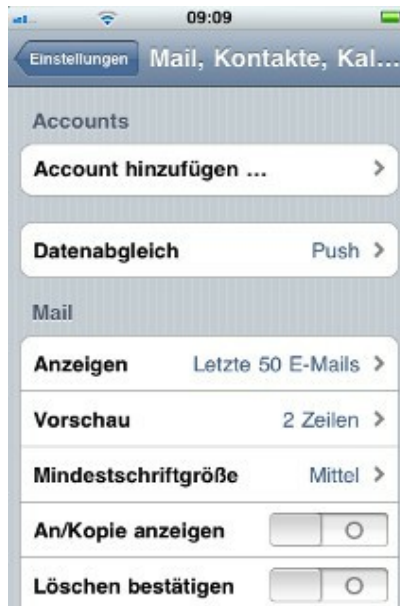 09:09
Einstellungen Mail, Kontakte, Kal...
Accounts
Account hinzufügen ...
Datenabgleich Push
Mail
Anzeigen Letzte 50 E-Mails
Vorschau 2 Zeilen
Mindestschriftgröße Mittel
An/Kopie anzeigen
Löschen bestätigen